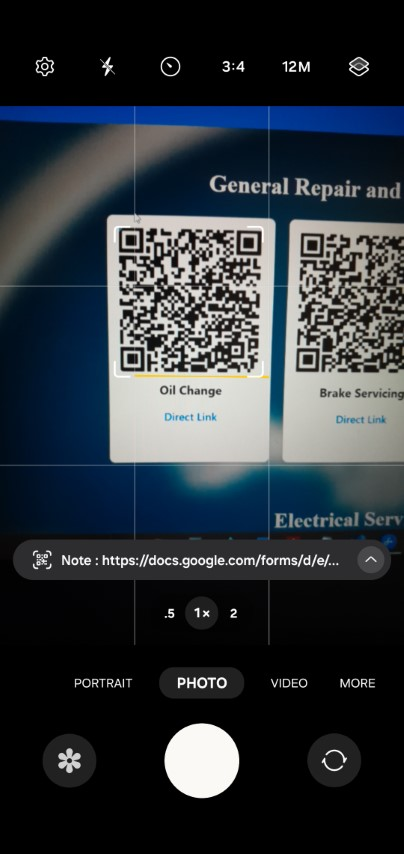 3:4
12M
General Repair and
Oil Change
Direct Link
Brake Servicing
Direct Link
Electrical Serv
Note : https://docs.google.com/forms/d/e/...
.5
1×
2
PORTRAIT
PHOTO
VIDEO
MORE